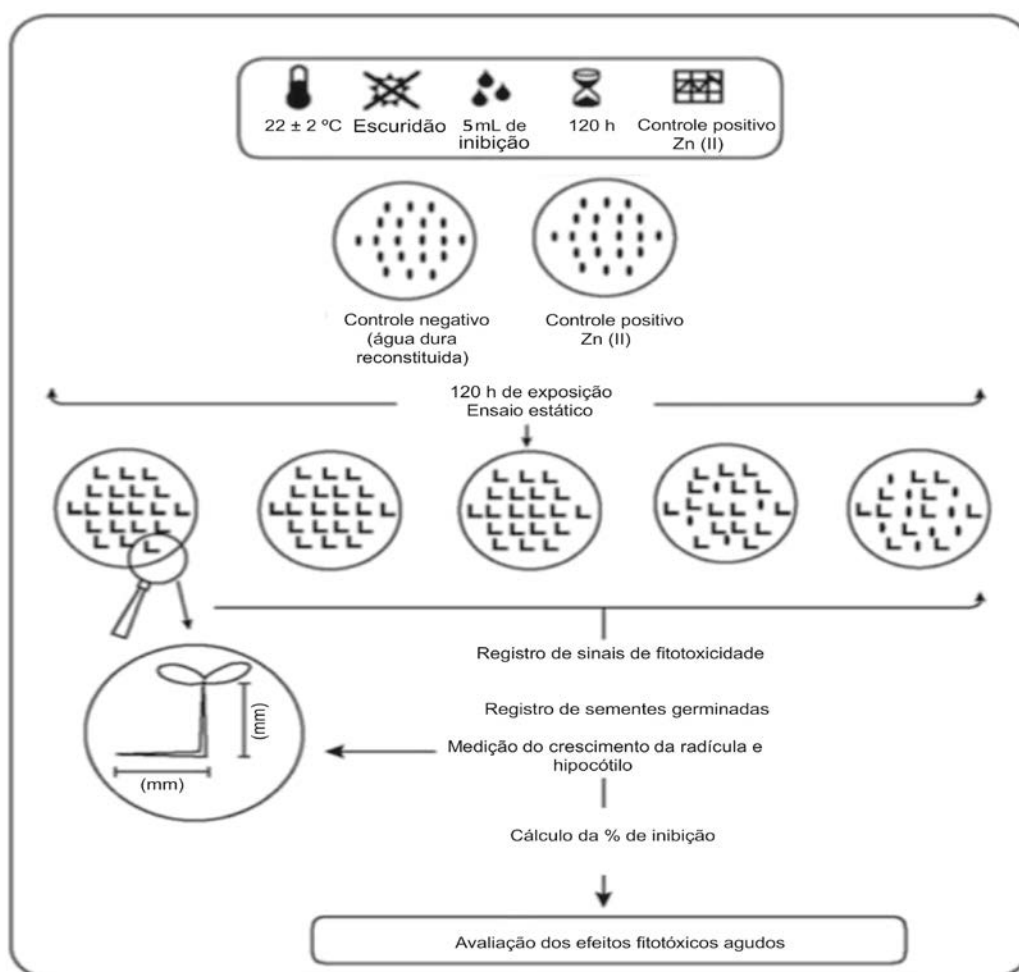 22 ± 2 ºC
Escuridão
5mL de
inibição
120 h
Controle positivo
Zn (II)
Controle negativo
(água dura
reconstituida)
Controle positivo
Zn (II)
120 h de exposição
Ensaio estático
Registro de sinais de fitotoxicidade
Registro de sementes germinadas
Medição do crescimento da radícula e
hipocótilo
(mm)
(mm)
Cálculo da % de inibição
Avaliação dos efeitos fitotóxicos agudos